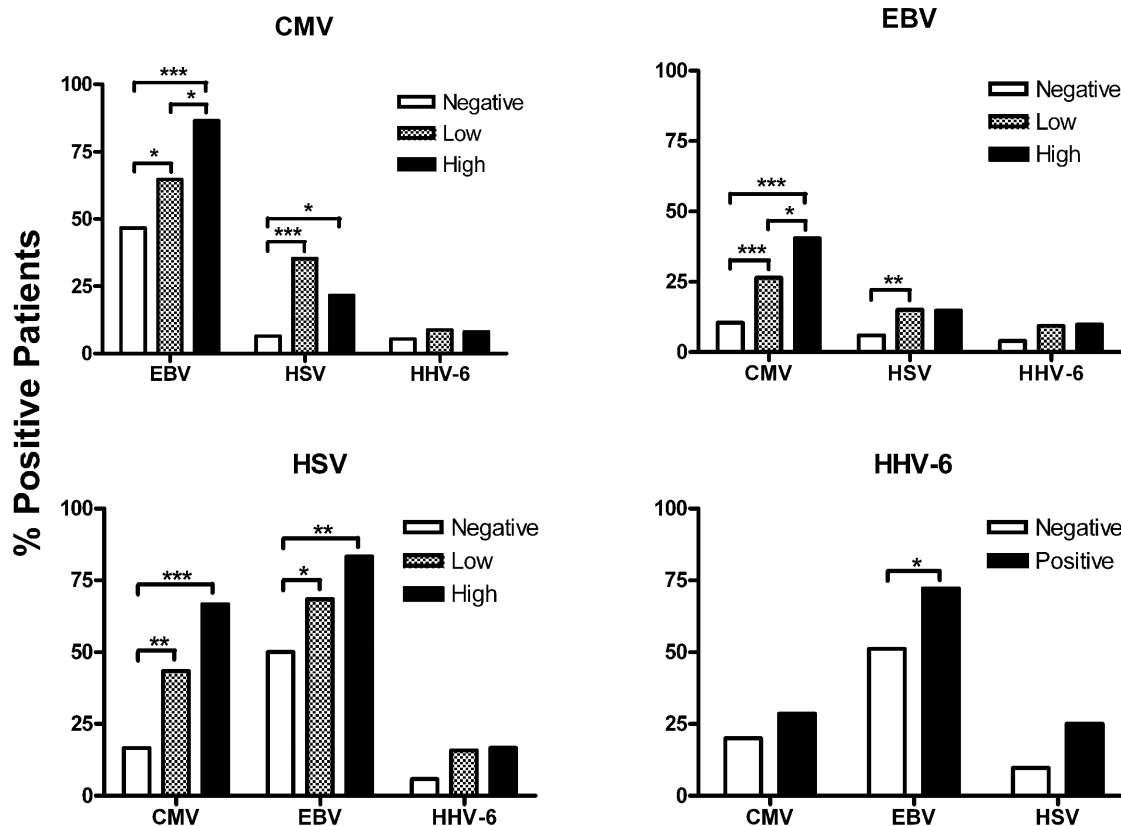 % Positive Patients
CMV
100
75
50
25
0
Negative
Low
High
***
*
*
*
***
EBV
HSV
HHV-6
EBV
100
75
50
25
0
Negative
Low
High
***
*
***
**
CMV
HSV
HHV-6
HSV
100
75
50
25
0
Negative
Low
High
**
***
*
***
**
CMV
EBV
HHV-6
HHV-6
100
75
50
25
0
Negative
Positive
*
CMV
EBV
HSV